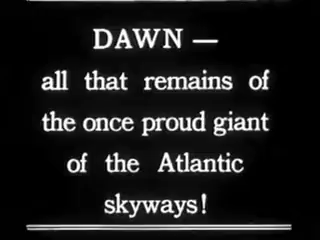 DAWN —
all that remains of
the once proud giant
of the Atlantic
skyways!